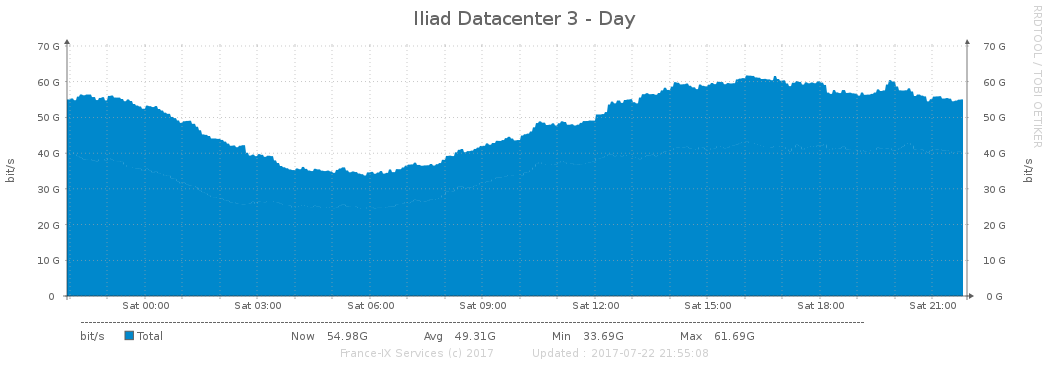 Iliad Datacenter 3 - Day
RRDTOOL / TOBI OETIKER
70 G 70 G
60 G 60 G
50 G 50 G
40 G 40 G
30 G 30 G
20 G 20 G
10 G 10 G
0 0 G
bit/s bit/s
Sat 00:00 Sat 03:00 Sat 06:00 Sat 09:00 Sat 12:00 Sat 15:00 Sat 18:00 Sat 21:00
bit/s Total Now 54.98G Avg 49.31G Min 33.69G Max 61.69G
France-IX Services (c) 2017 Updated : 2017-07-22 21:55:08